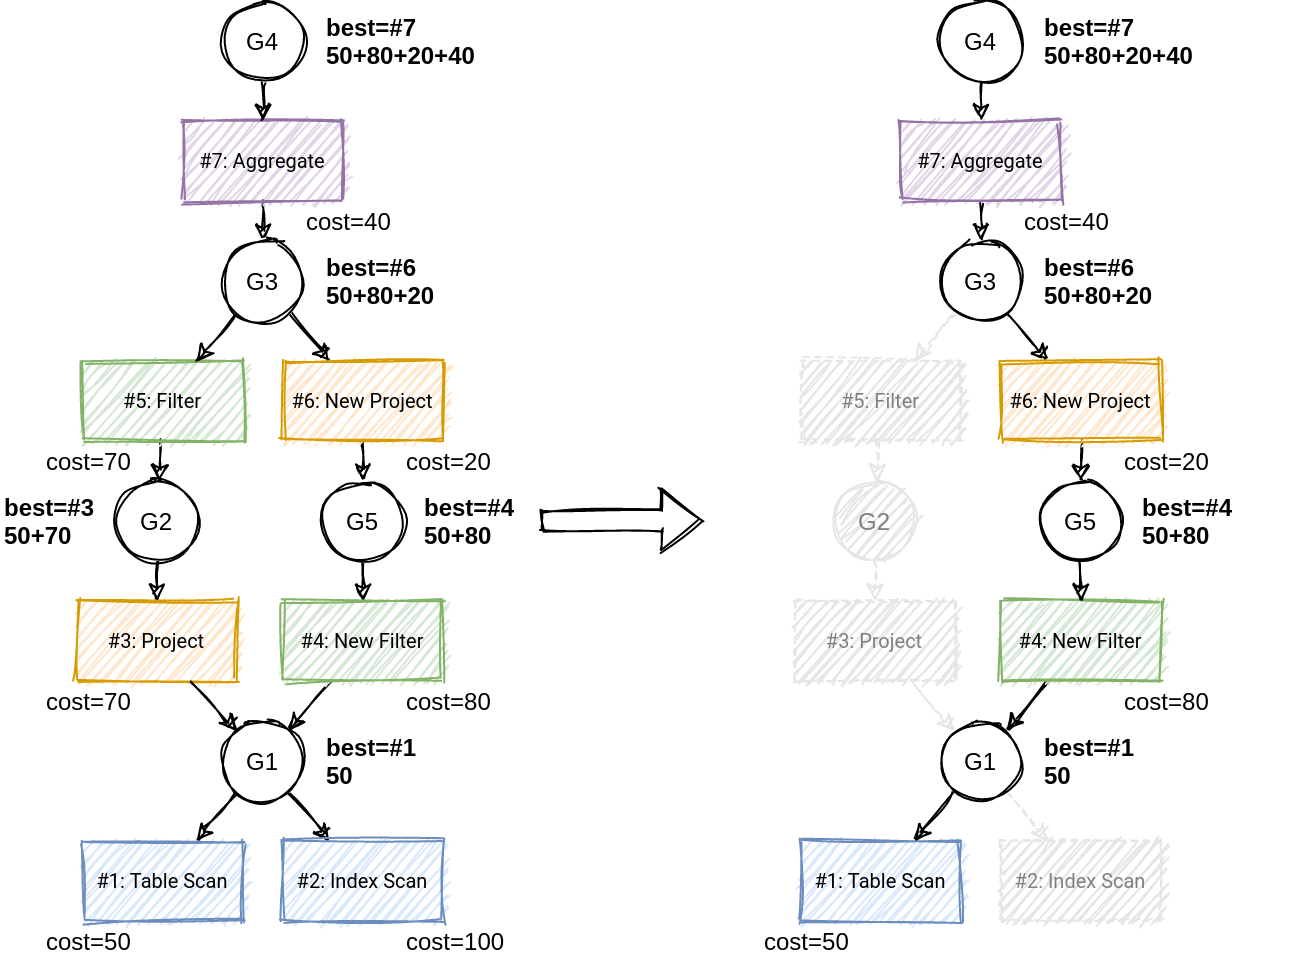 G4
best=#7
50+80+20+40
#7: Aggregate
cost=40
G3
best=#6
50+80+20
#5: Filter
#6: New Project
cost=70
cost=20
best=#3
50+70
G2
G5
best=#4
50+80
#3: Project
#4: New Filter
cost=70
cost=80
G1
best=#1
50
#1: Table Scan
#2: Index Scan
cost=50
cost=100
G4
best=#7
50+80+20+40
#7: Aggregate
cost=40
G3
best=#6
50+80+20
#5: Filter
#6: New Project
cost=20
G2
G5
best=#4
50+80
#3: Project
#4: New Filter
cost=80
G1
best=#1
50
#1: Table Scan
#2: Index Scan
cost=50